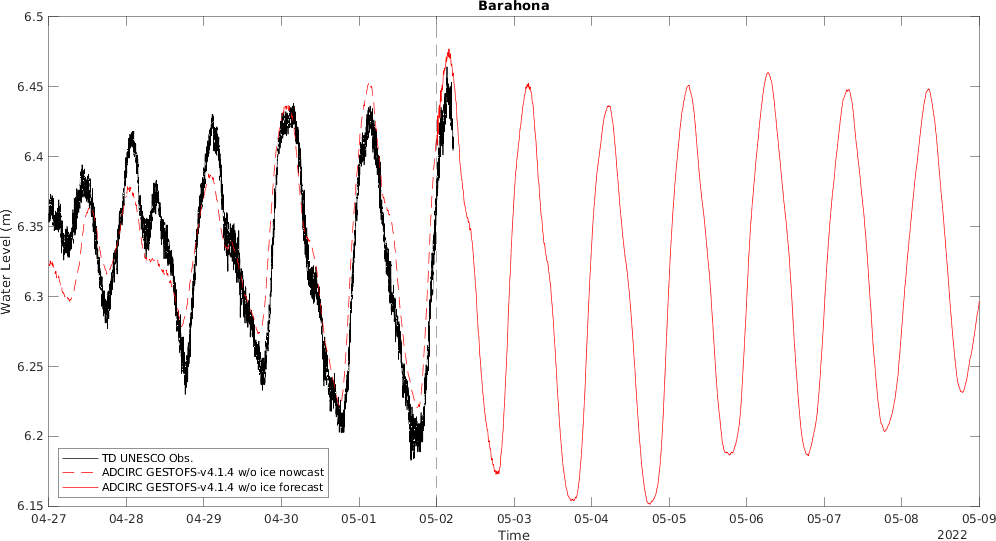 Barahona
6.5
6.45
6.4
6.35
6.3
6.25
6.2
6.15
Water Level (m)
TD UNESCO Obs.
ADCIRC GESTOFS-v4.1.4 w/o ice nowcast
ADCIRC GESTOFS-v4.1.4 w/o ice forecast
04-27 04-28 04-29 04-30 05-01 05-02 05-03 05-04 05-05 05-06 05-07 05-08 05-09
Time
2022